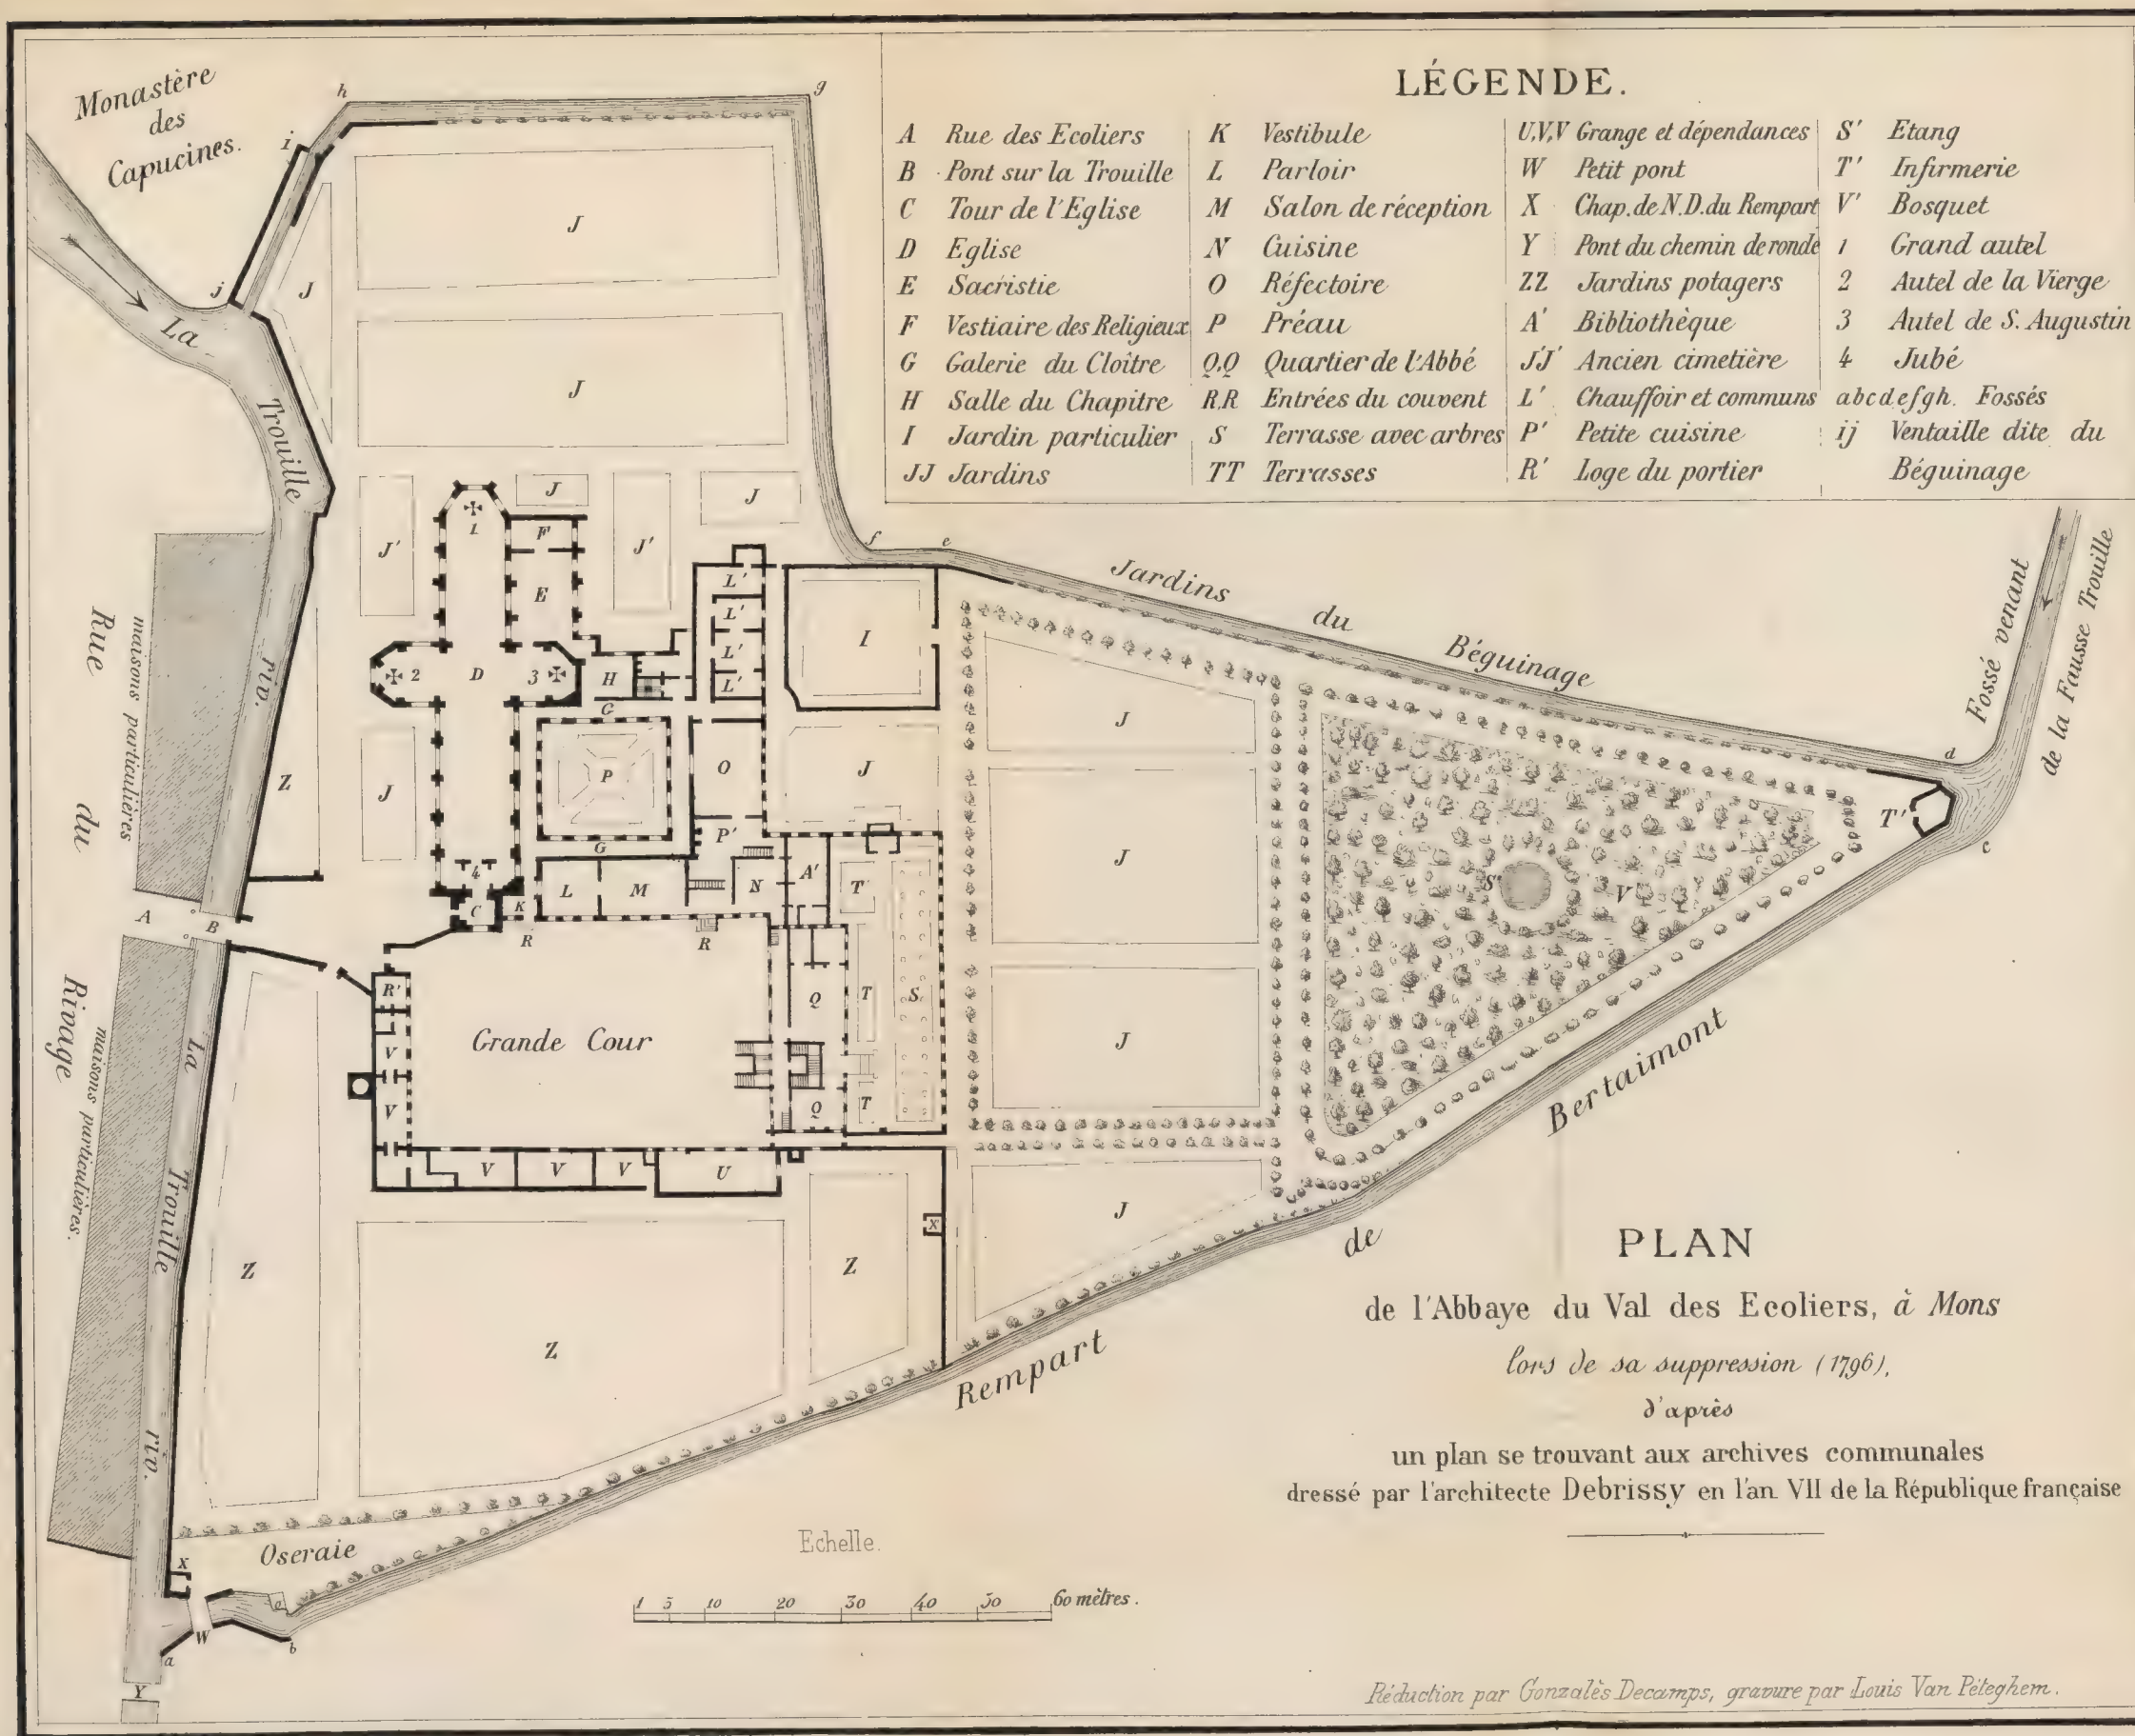 Monastère
des
Capucines.
LÉGENDE.
A Rue des Ecoliers
B Pont sur la Trouille
C Tour de l'Eglise
D Eglise
E Sacristie
F Vestiaire des Religieux
G Galerie du Cloître
H Salle du Chapitre
I Jardin particulier
JJ Jardins
K Vestibule
L Parloir
M Salon de réception
N Cuisine
O Réfectoire
P Préau
Q,Q Quartier de l'Abbé
R.R Entrées du couvent
S Terrasse avec arbres
TT Terrasses
U,V,V Grange et dépendances
W Petit pont
X Chap. de N.D. du Rempart
Y Pont du chemin de ronde
ZZ Jardins potagers
A' Bibliothèque
J'J' Ancien cimetière
L' Chauffoir et communs
P' Petite cuisine
R' Loge du portier
S' Etang
T' Infirmerie
V' Bosquet
1 Grand autel
2 Autel de la Vierge
3 Autel de S. Augustin
4 Jubé
abcdefgh. Fossés
ij Ventaille dite du
Béguinage
h
g
i
j
J
J
J
La
Trouille
riv.
J
J
J'
J'
1
F
E
2
D
3
H
G
L'
L'
L'
L'
I
f
e
Jardins du Béguinage
Fossé venant
de la Fausse Trouille
d
c
T'
Rue du Rivage
maisons particulières
maisons particulières.
Z
J
P
O
J
J
J
J
J
G
P'
4
C
K
L
M
N
A'
T
S'
V'
A
B
R
R
R'
V
V
Grande Cour
Q
T
S
Q
T
V
V
V
U
X
Z
Z
Z
La
Trouille
riv.
Rempart de Bertaimont
Oseraie
X
W
a
b
Y
Echelle.
1 5 10 20 30 40 50 60 mètres.
PLAN
de l'Abbaye du Val des Ecoliers, à Mons
lors de sa suppression (1796),
d'après
un plan se trouvant aux archives communales
dressé par l'architecte Debrissy en l'an VII de la République française
Réduction par Gonzalès Decamps, gravure par Louis Van Péteghem.